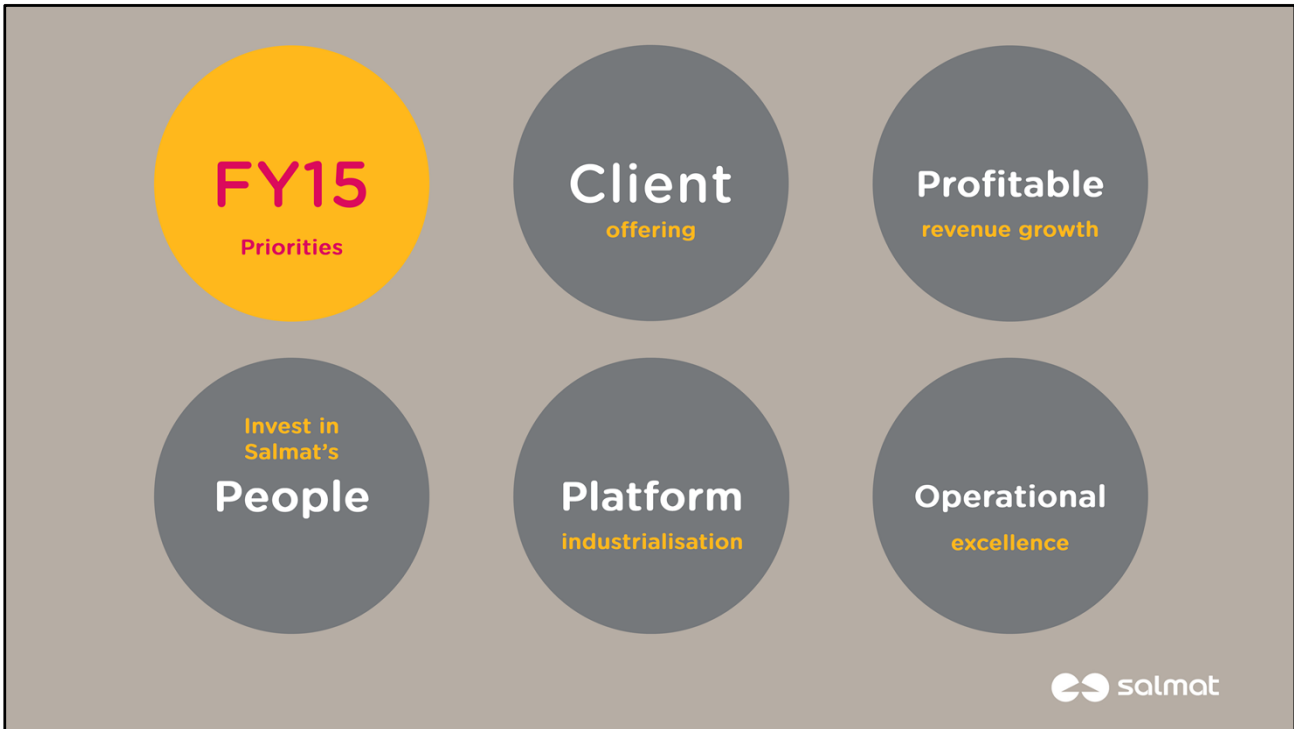 FY15
Priorities
Client
offering
Profitable
revenue growth
Invest in
Salmat's
People
Platform
industrialisation
Operational
excellence
salmat